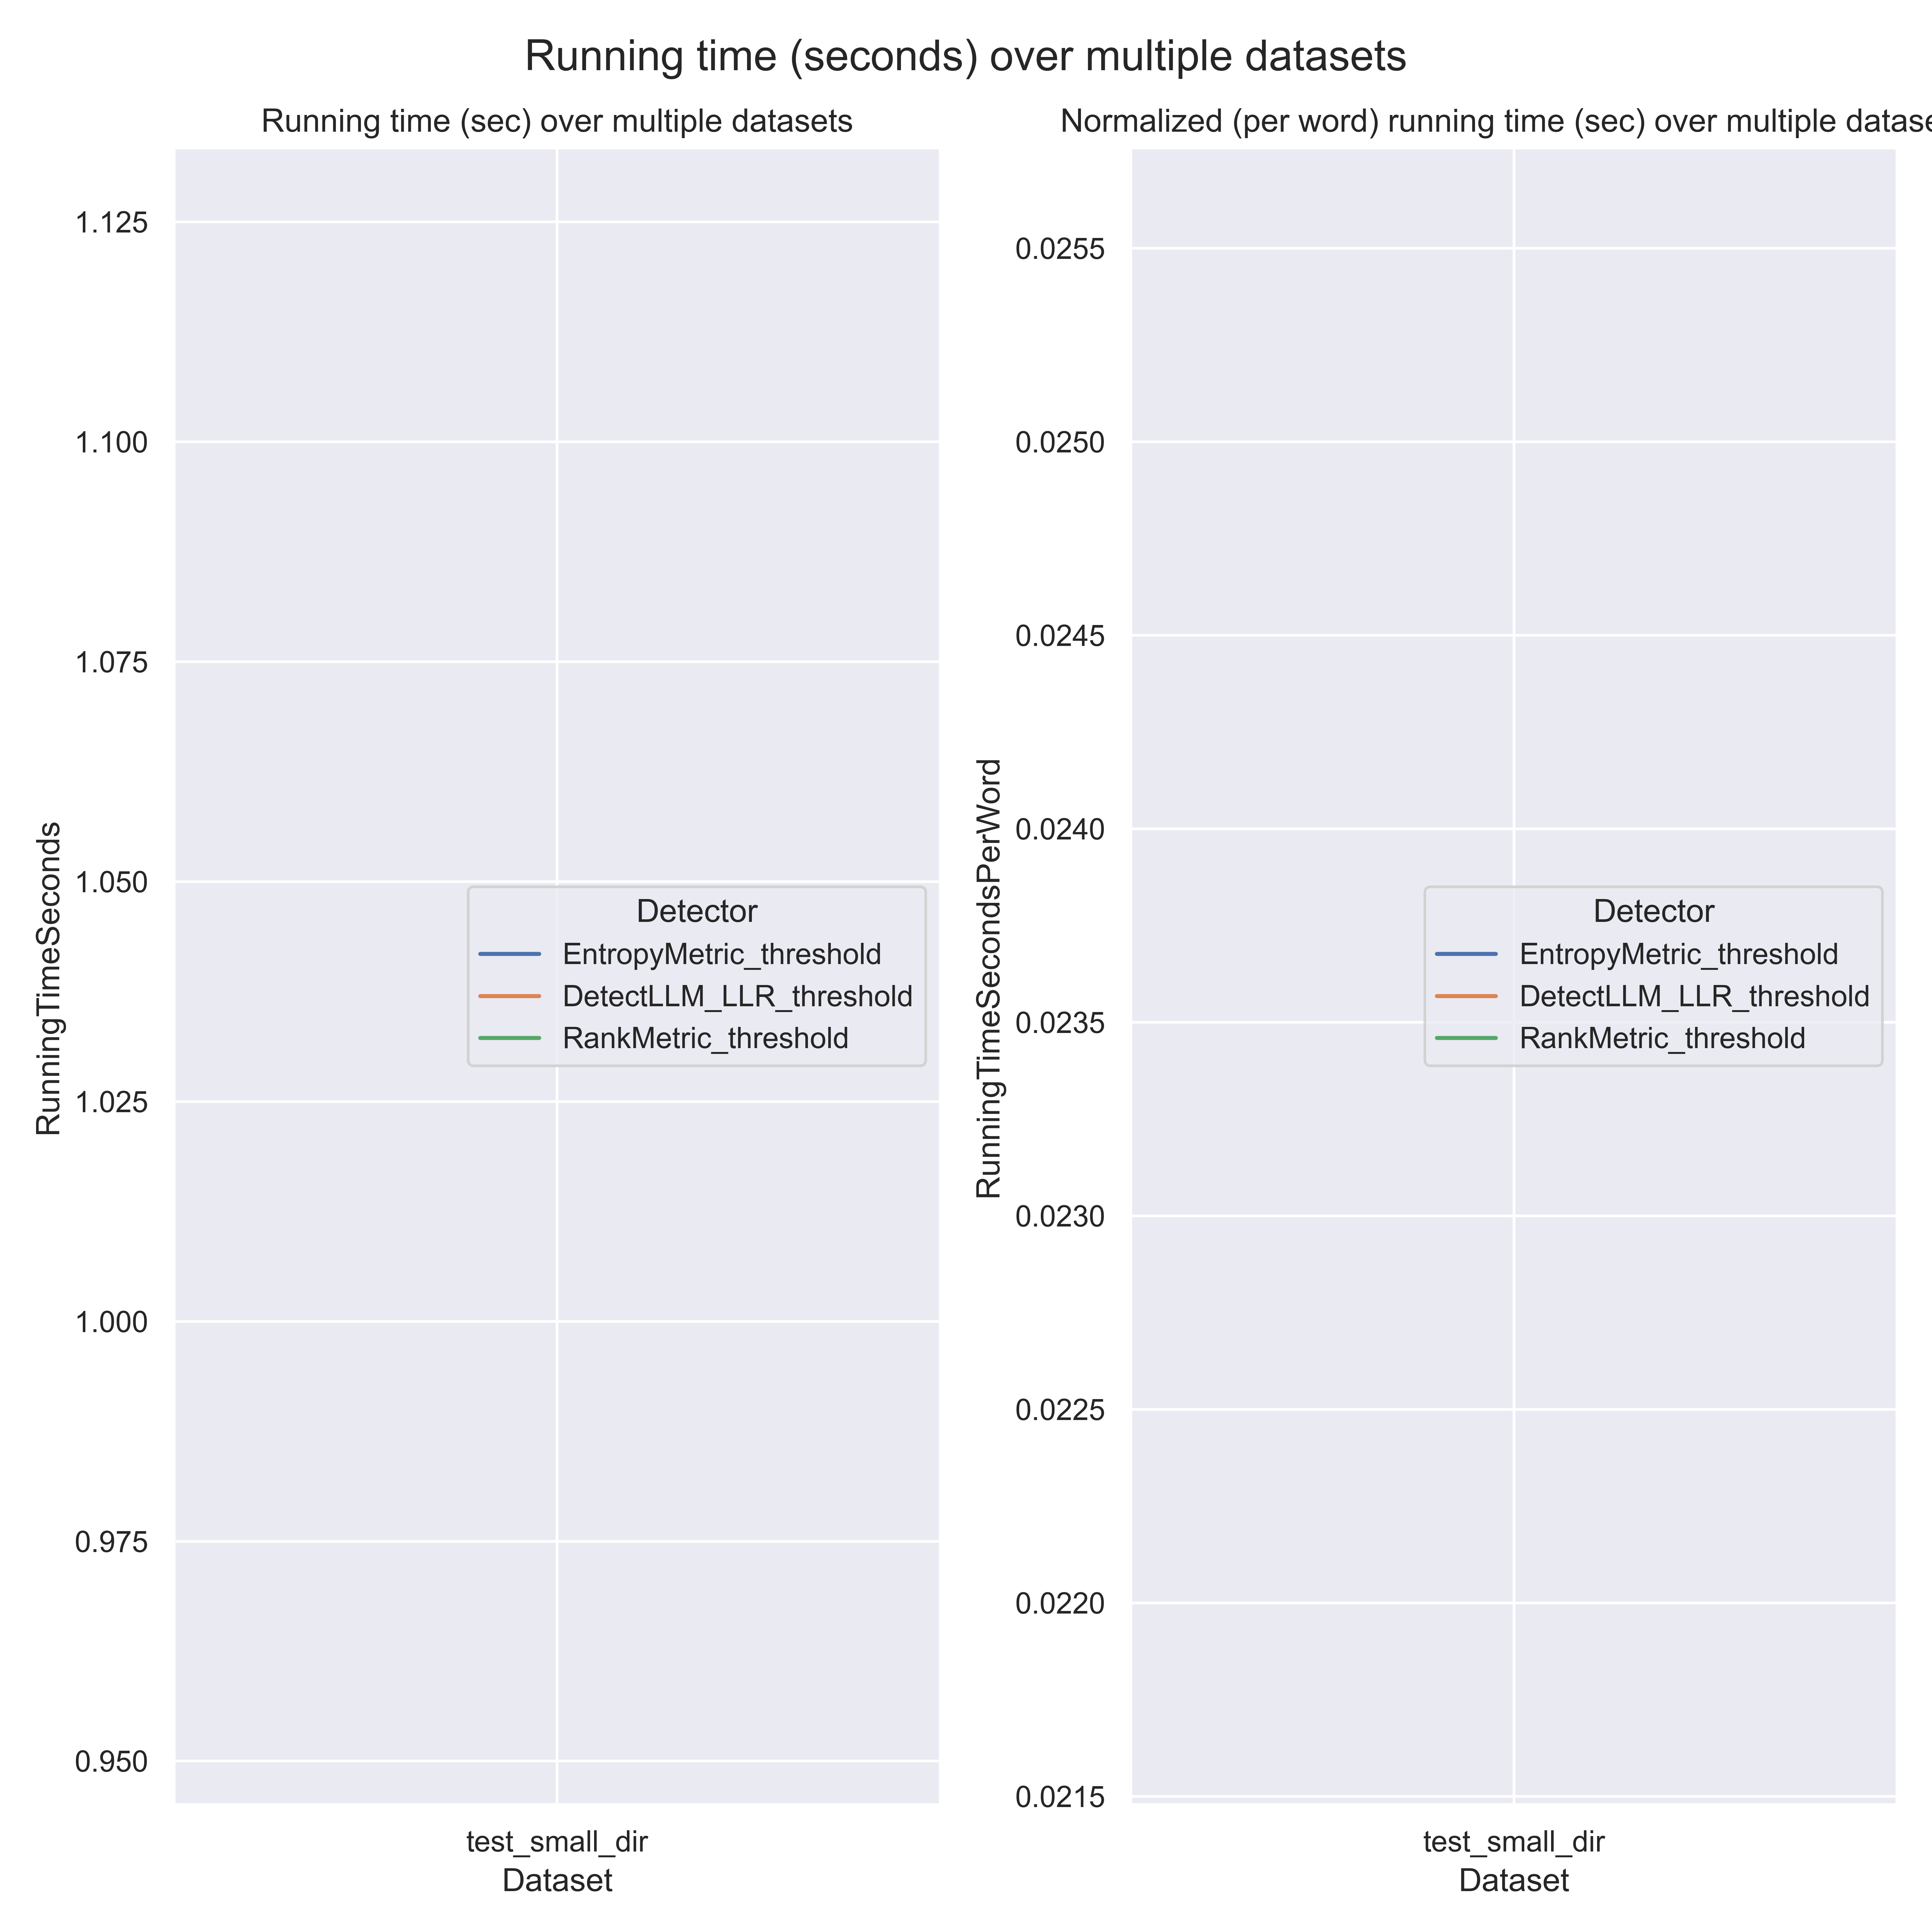 Running time (seconds) over multiple datasets
Running time (sec) over multiple datasets
1.125
1.100
1.075
1.050
1.025
1.000
0.975
0.950
RunningTimeSeconds
Detector
EntropyMetric_threshold
DetectLLM_LLR_threshold
RankMetric_threshold
test_small_dir
Dataset
Normalized (per word) running time (sec) over multiple datase
0.0255
0.0250
0.0245
0.0240
0.0235
0.0230
0.0225
0.0220
0.0215
RunningTimeSecondsPerWord
Detector
EntropyMetric_threshold
DetectLLM_LLR_threshold
RankMetric_threshold
test_small_dir
Dataset